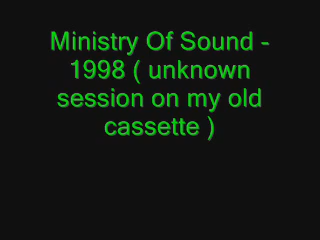 Ministry Of Sound -
1998 ( unknown
session on my old
cassette )